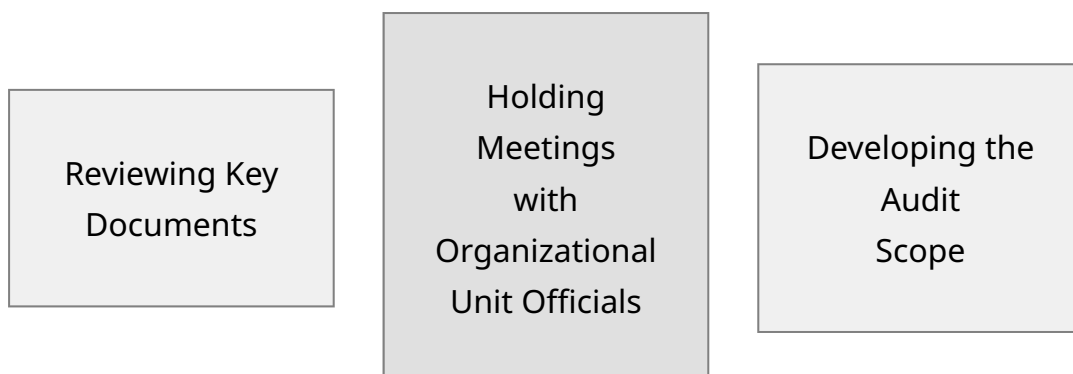 Reviewing Key
Documents
Holding
Meetings
with
Organizational
Unit Officials
Developing the
Audit
Scope